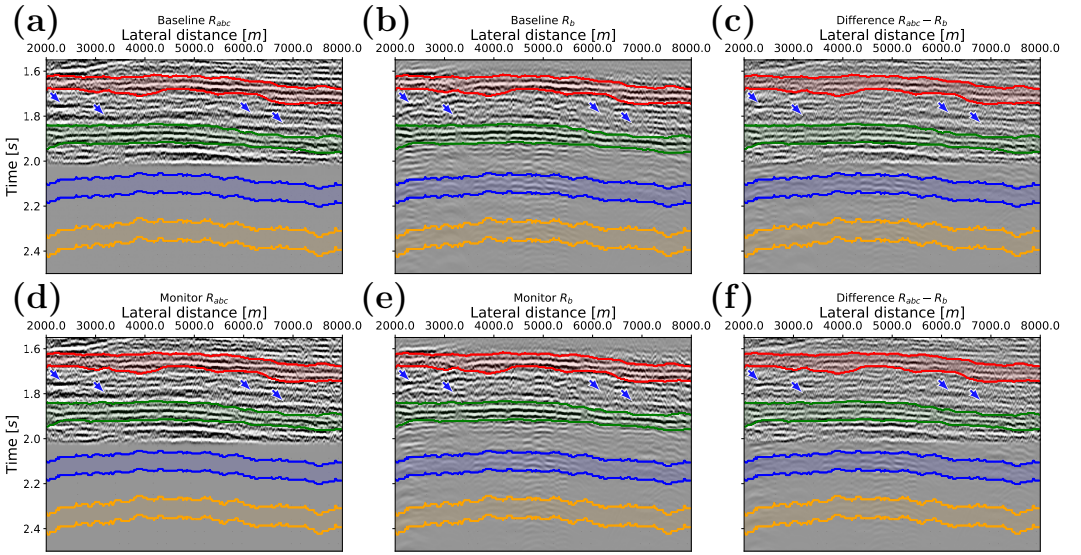 (a) Baseline R_abc (b) Baseline R_b (c) Difference R_abc − R_b
Lateral distance [m] Lateral distance [m] Lateral distance [m]
2000.0 3000.0 4000.0 5000.0 6000.0 7000.0 8000.0 2000.0 3000.0 4000.0 5000.0 6000.0 7000.0 8000.0 2000.0 3000.0 4000.0 5000.0 6000.0 7000.0 8000.0
1.6
1.8
2.0
2.2
2.4
Time [s]
(d) Monitor R_abc (e) Monitor R_b (f) Difference R_abc − R_b
Lateral distance [m] Lateral distance [m] Lateral distance [m]
2000.0 3000.0 4000.0 5000.0 6000.0 7000.0 8000.0 2000.0 3000.0 4000.0 5000.0 6000.0 7000.0 8000.0 2000.0 3000.0 4000.0 5000.0 6000.0 7000.0 8000.0
1.6
1.8
2.0
2.2
2.4
Time [s]